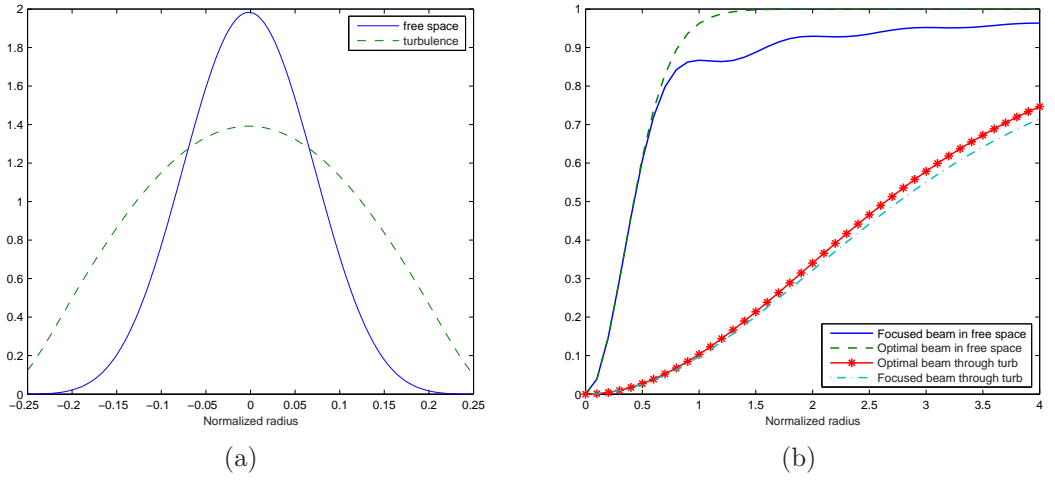 2
1.8
1.6
1.4
1.2
1
0.8
0.6
0.4
0.2
0
−0.25 −0.2 −0.15 −0.1 −0.05 0 0.05 0.1 0.15 0.2 0.25
Normalized radius
free space
turbulence
(a)
1
0.9
0.8
0.7
0.6
0.5
0.4
0.3
0.2
0.1
0
0 0.5 1 1.5 2 2.5 3 3.5 4
Normalized radius
Focused beam in free space
Optimal beam in free space
Optimal beam through turb
Focused beam through turb
(b)